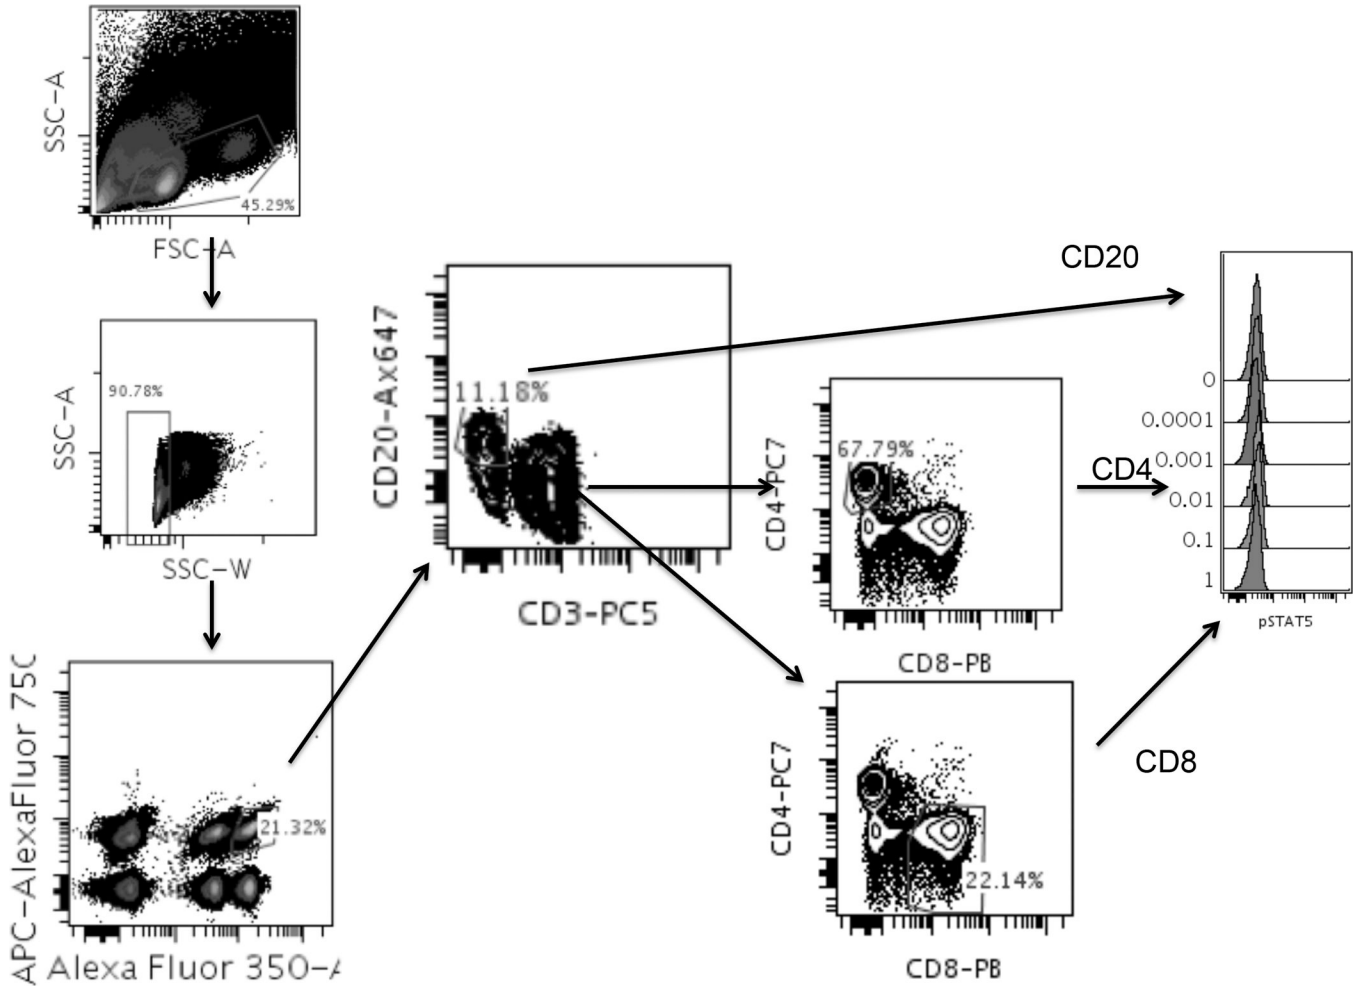 SSC-A
45.29%
FSC-A
90.78%
SSC-A
SSC-W
APC-AlexaFluor 750
21.32%
Alexa Fluor 350-A
CD20-Ax647
11.18%
CD3-PC5
CD20
CD4-PC7
67.79%
CD8-PB
CD4
CD4-PC7
22.14%
CD8-PB
CD8
0
0.0001
0.001
0.01
0.1
1
pSTAT5